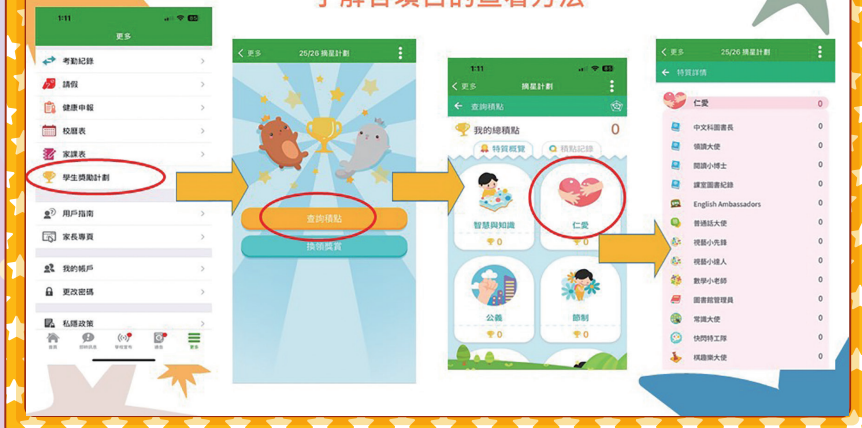 了解各項目的查看方法
1:11
更多
考勤記錄
請假
健康申報
校曆表
家課表
學生獎勵計劃
用戶指南
家長專頁
我的帳戶
更改密碼
私隱政策
首頁
更多
更多
25/26 摘星計劃
查詢積點
換領獎賞
1:11
更多
摘星計劃
查詢積點
我的總積點
0
特質概覽
積點記錄
智慧與知識
仁愛
0
0
公義
節制
0
0
更多
25/26 摘星計劃
特質詳情
仁愛 0
中文科圖書長 0
領讀大使 0
閱讀小博士 0
課室圖書紀錄 0
English Ambassadors 0
普通話大使 0
視藝小先鋒 0
視藝小達人 0
數學小老師 0
圖書館管理員 0
常識大使 0
快閃特工隊 0
棋趣樂大使 0